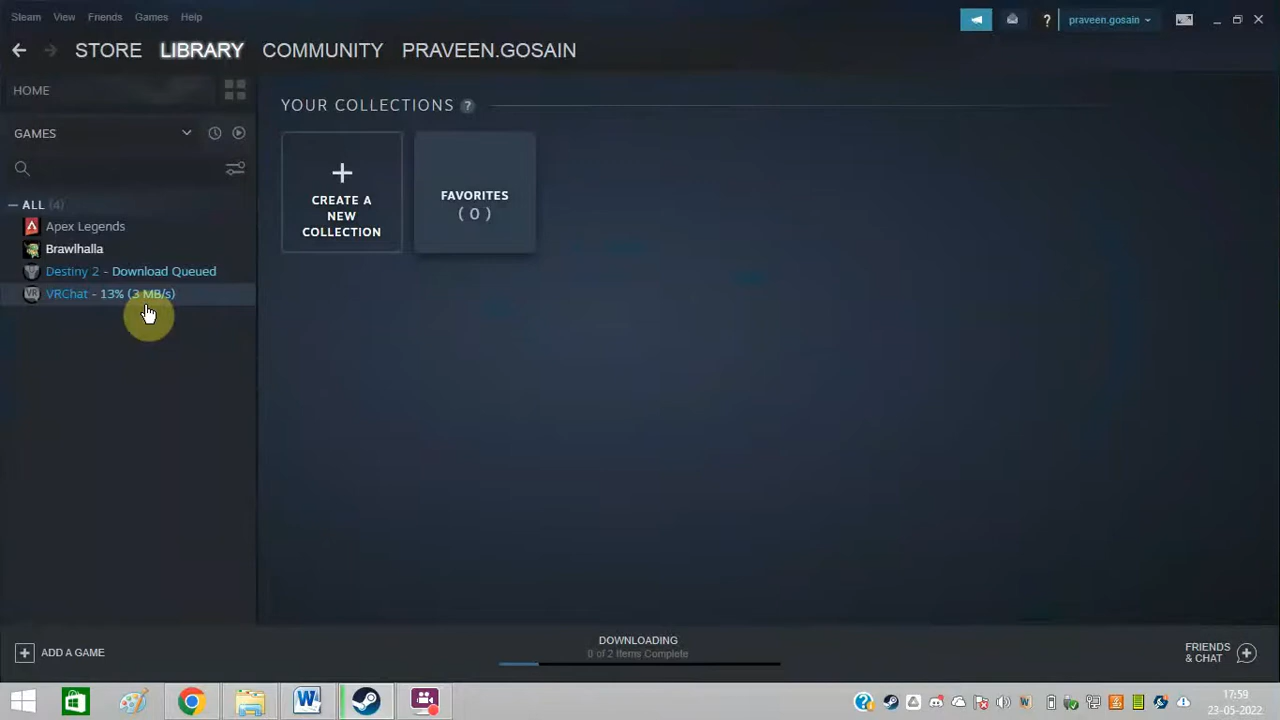 Steam View Friends Games Help
praveen.gosain
STORE LIBRARY COMMUNITY PRAVEEN.GOSAIN
HOME
GAMES
ALL (4)
Apex Legends
Brawlhalla
Destiny 2 - Download Queued
VRChat - 13% (3 MB/s)
YOUR COLLECTIONS ?
+
CREATE A
NEW
COLLECTION
FAVORITES
( 0 )
ADD A GAME
DOWNLOADING
0 of 2 Items Complete
FRIENDS
& CHAT
17:59
23-05-2022